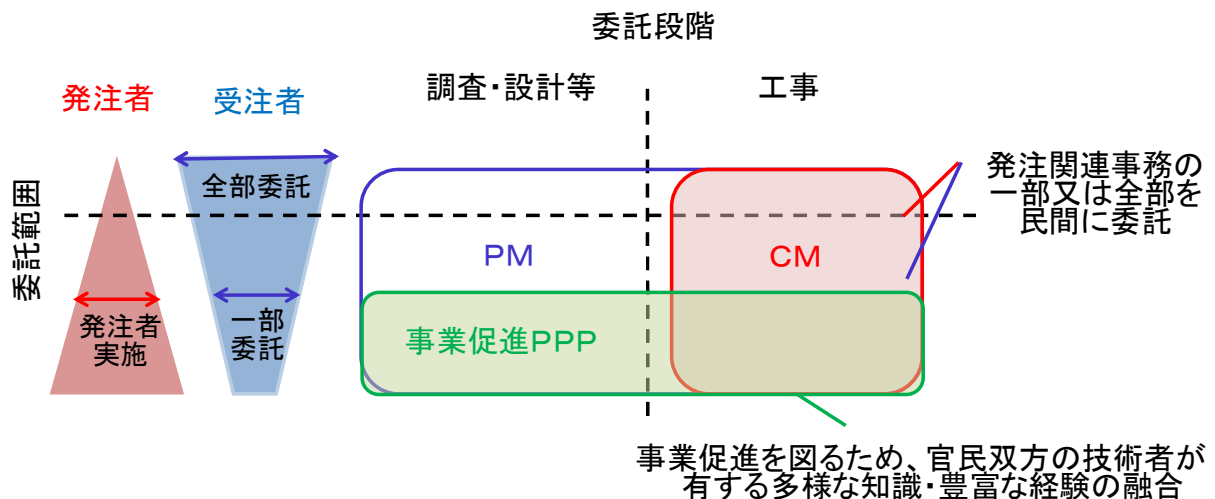 委託段階
発注者
受注者
調査・設計等
工事
委託範囲
全部委託
発注者
実施
一部
委託
PM
CM
事業促進PPP
発注関連事務の
一部又は全部を
民間に委託
事業促進を図るため、官民双方の技術者が
有する多様な知識・豊富な経験の融合